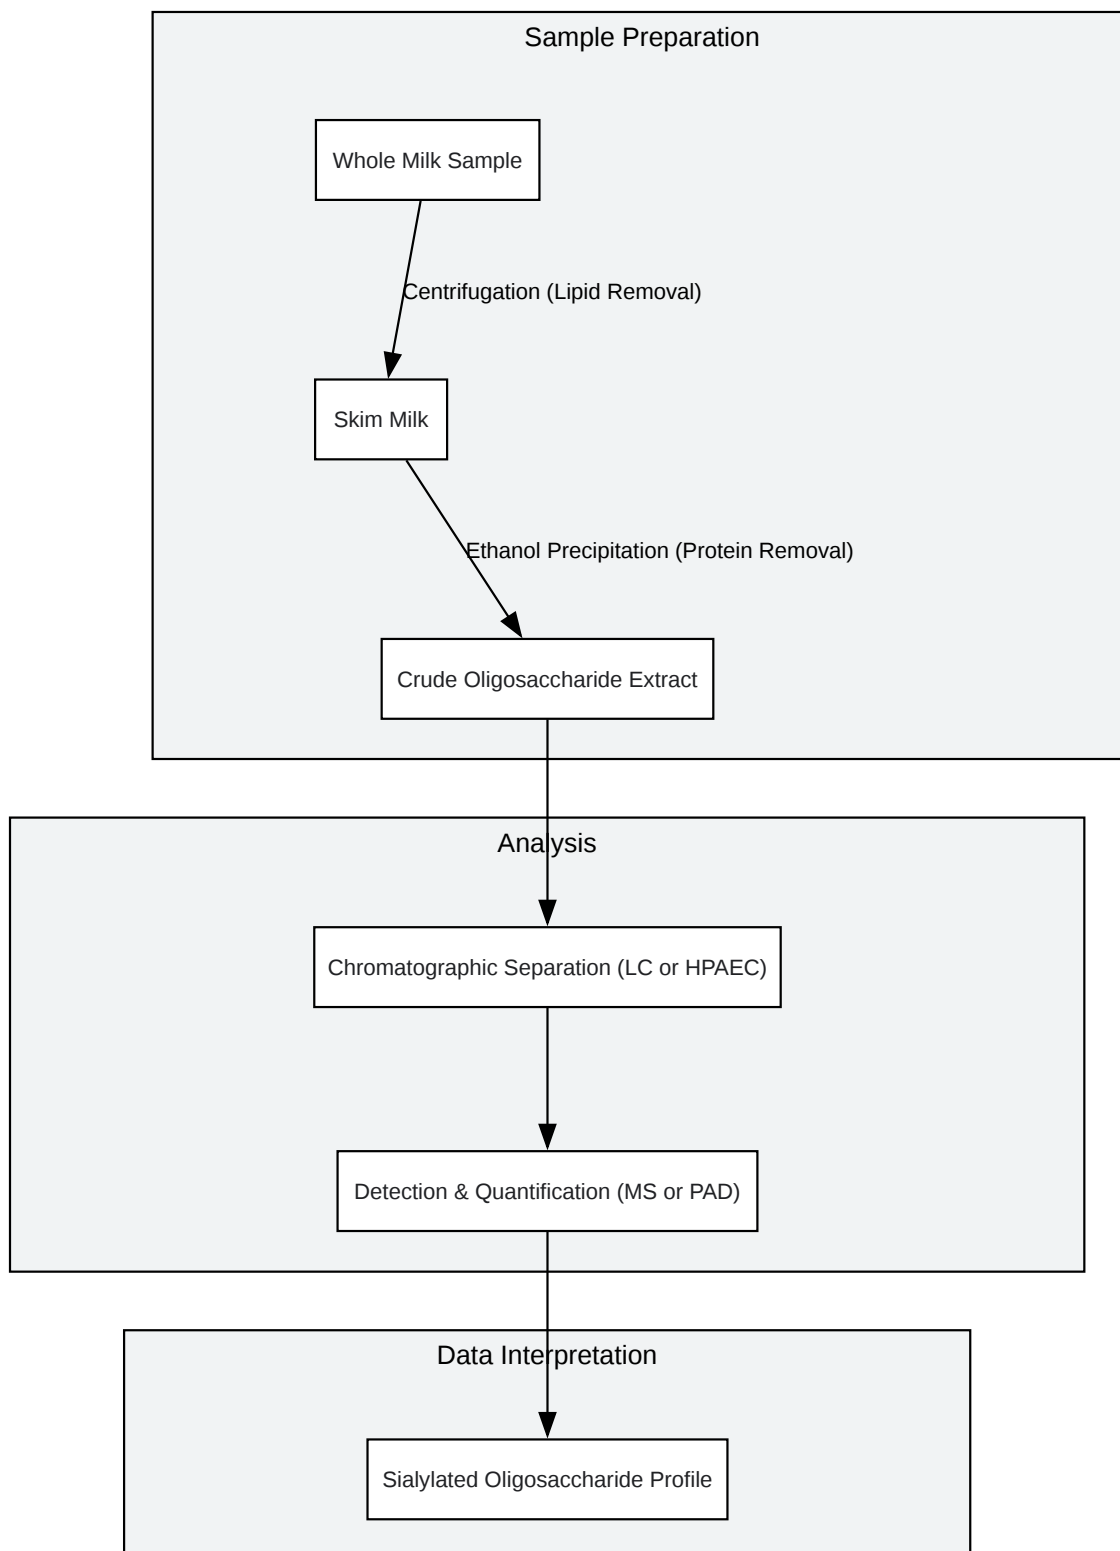 Sample Preparation
Whole Milk Sample
Centrifugation (Lipid Removal)
Skim Milk
Ethanol Precipitation (Protein Removal)
Crude Oligosaccharide Extract
Analysis
Chromatographic Separation (LC or HPAEC)
Detection & Quantification (MS or PAD)
Data Interpretation
Sialylated Oligosaccharide Profile